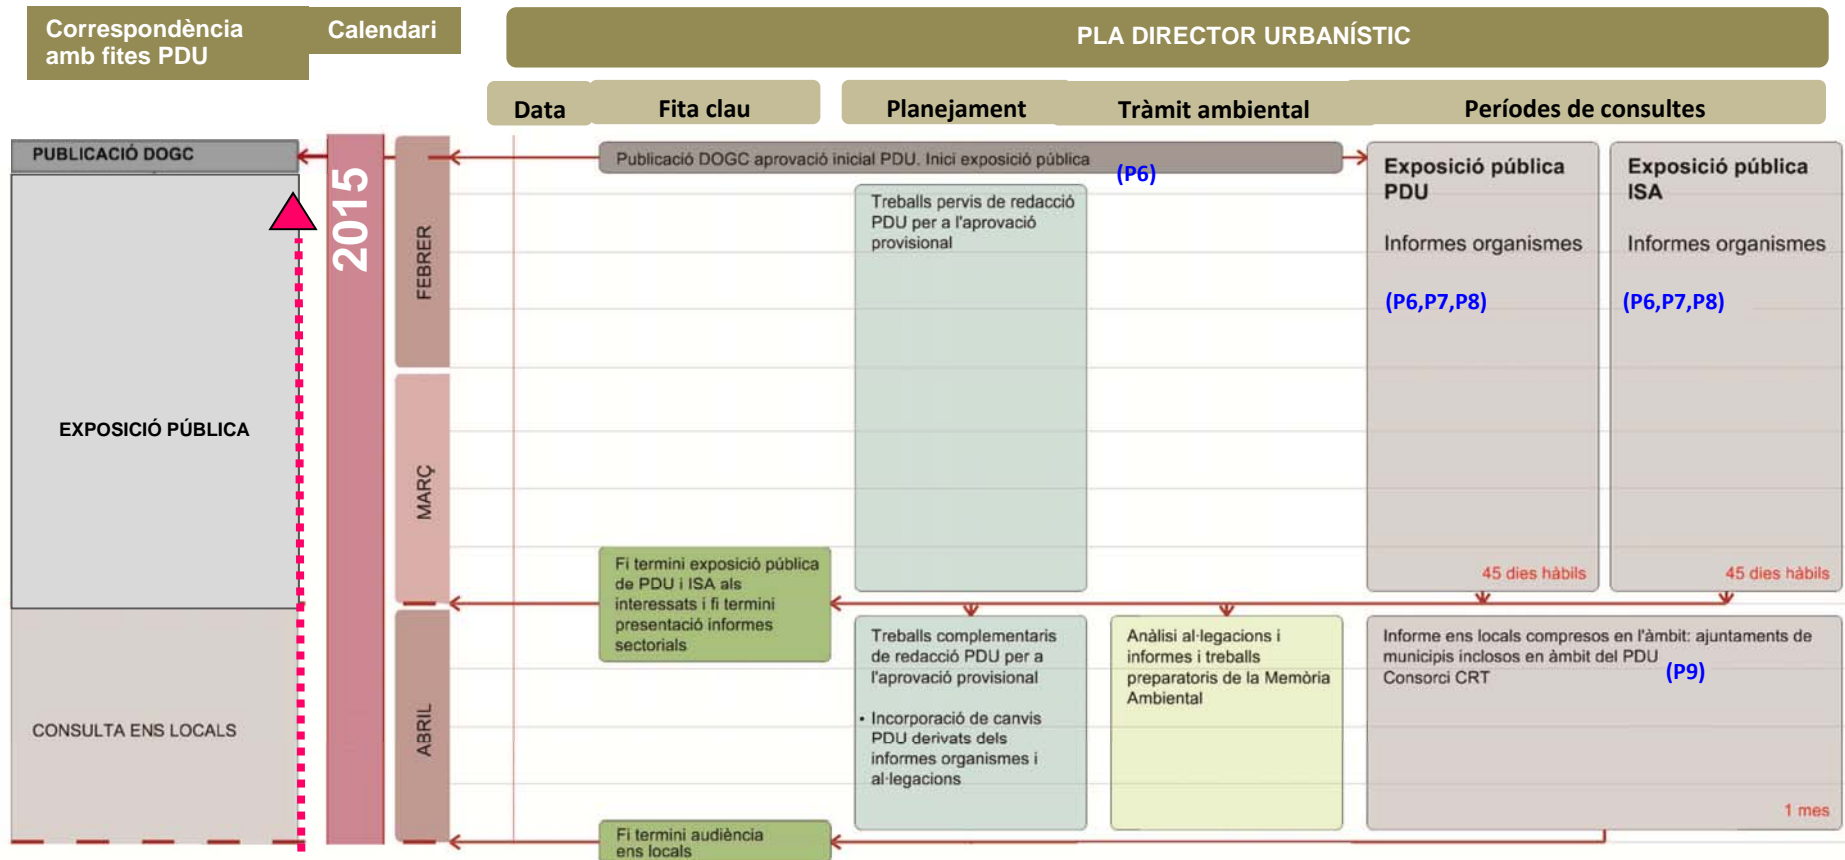 Correspondència
amb fites PDU
Calendari
PLA DIRECTOR URBANÍSTIC
Data
Fita clau
Planejament
Tràmit ambiental
Períodes de consultes
PUBLICACIÓ DOGC
2015
FEBRER
Publicació DOGC aprovació inicial PDU. Inici exposició pública
(P6)
Treballs pervis de redacció
PDU per a l'aprovació
provisional
Exposició pública
PDU
Informes organismes
(P6,P7,P8)
45 dies hàbils
Exposició pública
ISA
Informes organismes
(P6,P7,P8)
45 dies hàbils
EXPOSICIÓ PÚBLICA
MARÇ
Fi termini exposició pública
de PDU i ISA als
interessats i fi termini
presentació informes
sectorials
CONSULTA ENS LOCALS
ABRIL
Treballs complementaris
de redacció PDU per a
l'aprovació provisional
• Incorporació de canvis
PDU derivats dels
informes organismes i
al·legacions
Anàlisi al·legacions i
informes i treballs
preparatoris de la Memòria
Ambiental
Informe ens locals compresos en l'àmbit: ajuntaments de
municipis inclosos en àmbit del PDU
Consorci CRT
(P9)
1 mes
Fi termini audiència
ens locals